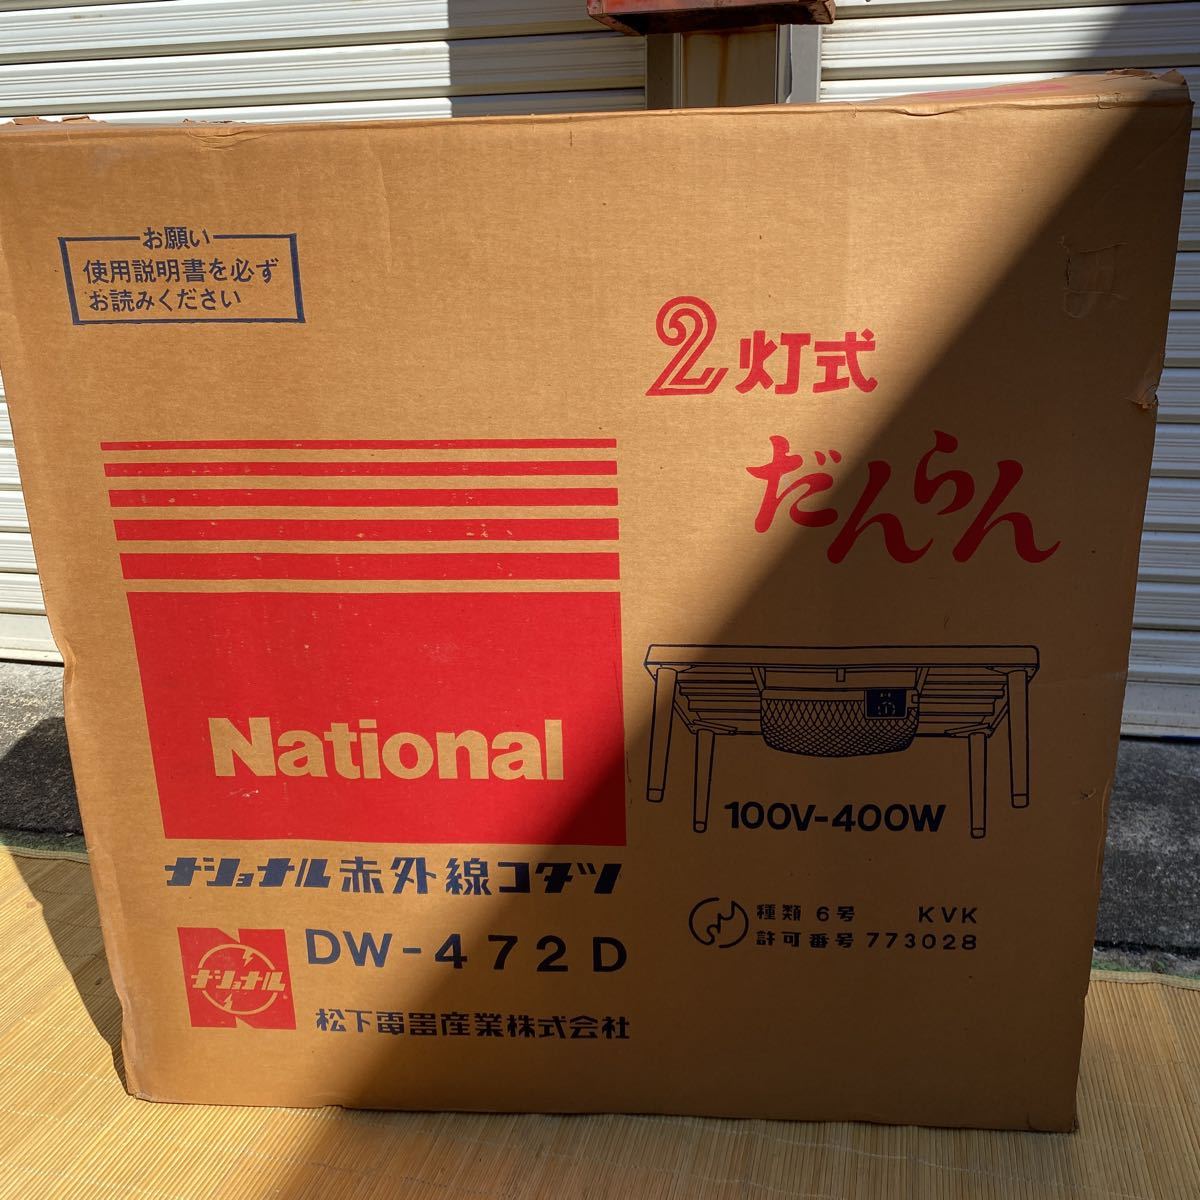 お願い
使用説明書を必ず
お読みください
2灯式
だんらん
National
100V-400W
ナショナル赤外線コタツ
種類 6号 KVK
許可番号 773028
ナショナル
DW-472D
松下電器産業株式会社